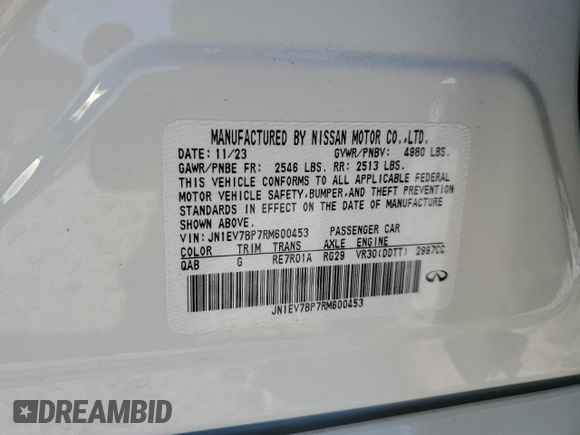 MANUFACTURED BY NISSAN MOTOR CO.,LTD.
DATE: 11/23 GVWR/PNBV: 4980 LBS.
GAWR/PNBE FR: 2546 LBS. RR: 2513 LBS.
THIS VEHICLE CONFORMS TO ALL APPLICABLE FEDERAL
MOTOR VEHICLE SAFETY,BUMPER,AND THEFT PREVENTION
STANDARDS IN EFFECT ON THE DATE OF MANUFACTURE
SHOWN ABOVE.
VIN:JN1EV7BP7RM600453 PASSENGER CAR
COLOR TRIM TRANS AXLE ENGINE
QAB G RE7R01A RG29 VR30(DDTT) 2997CC
JN1EV7BP7RM600453
DREAMBID